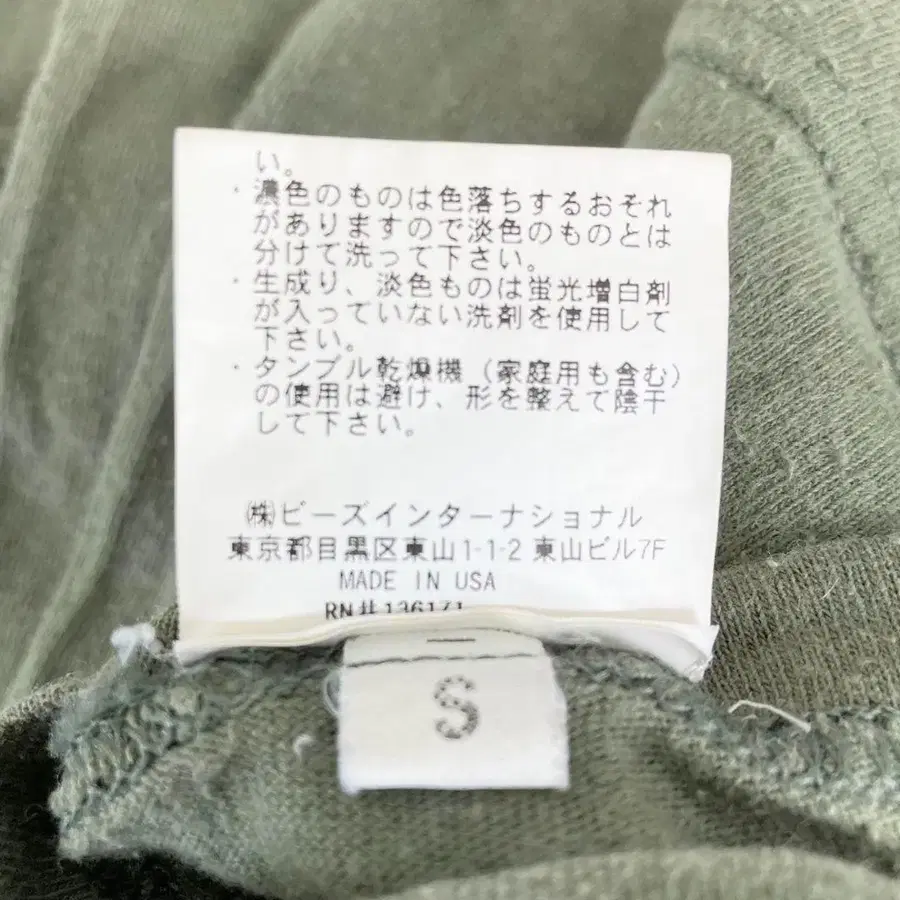 い。
・濃色のものは色落ちするおそれ
がありますので淡色のものとは
分けて洗って下さい。
・生成り、淡色ものは蛍光増白剤
が入っていない洗剤を使用して
下さい。
・タンブル乾燥機（家庭用も含む）
の使用は避け、形を整えて陰干
して下さい。
㈱ビーズインターナショナル
東京都目黒区東山1-1-2 東山ビル7F
MADE IN USA
RN# 136171
S